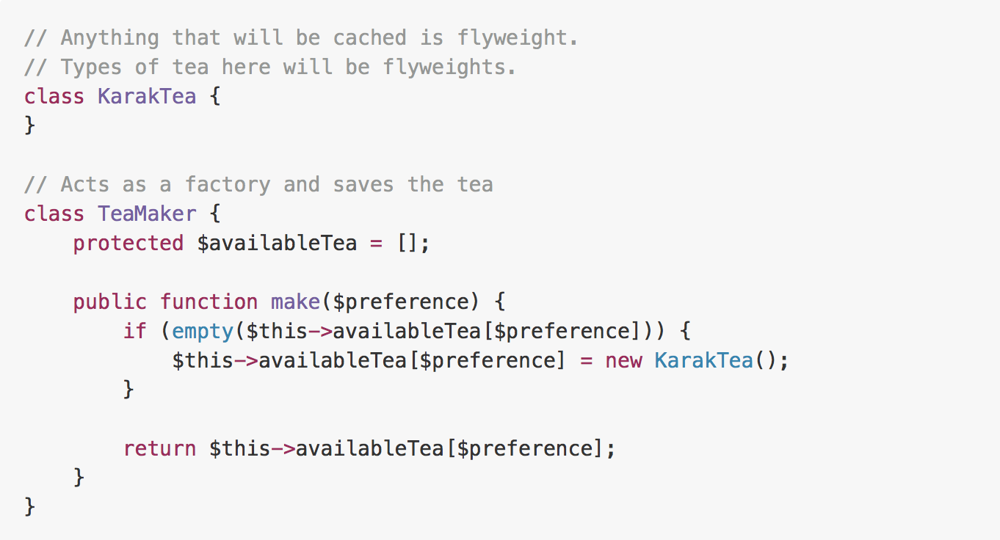 // Anything that will be cached is flyweight.
// Types of tea here will be flyweights.
class KarakTea {
}

// Acts as a factory and saves the tea
class TeaMaker {
    protected $availableTea = [];

    public function make($preference) {
        if (empty($this->availableTea[$preference])) {
            $this->availableTea[$preference] = new KarakTea();
        }

        return $this->availableTea[$preference];
    }
}